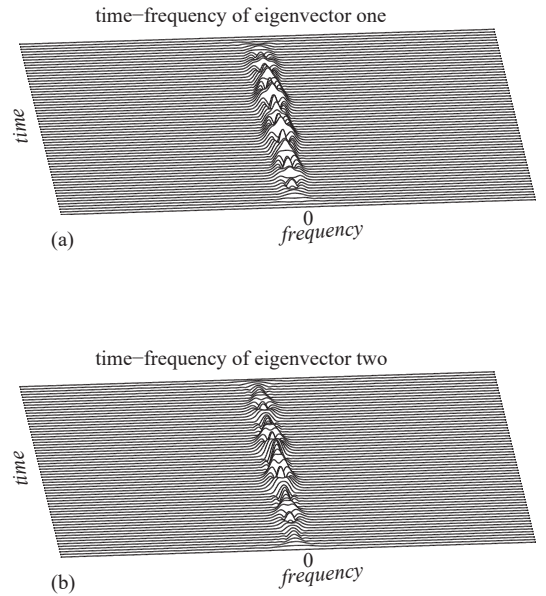 time−frequency of eigenvector one
time
0
frequency
(a)
time−frequency of eigenvector two
time
0
frequency
(b)